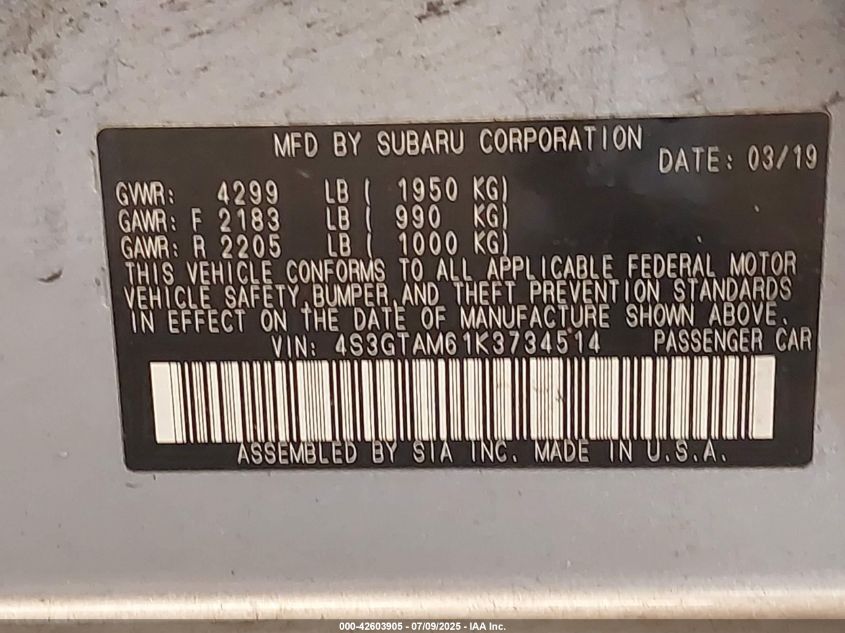 MFD BY SUBARU CORPORATION
DATE: 03/19
GVWR: 4299 LB ( 1950 KG)
GAWR: F 2183 LB ( 990 KG)
GAWR: R 2205 LB ( 1000 KG)
THIS VEHICLE CONFORMS TO ALL APPLICABLE FEDERAL MOTOR
VEHICLE SAFETY,BUMPER,AND THEFT PREVENTION STANDARDS
IN EFFECT ON THE DATE OF MANUFACTURE SHOWN ABOVE.
VIN: 4S3GTAM61K3734514 PASSENGER CAR
ASSEMBLED BY SIA INC. MADE IN U.S.A.
000-42603905 - 07/09/2025 - IAA Inc.